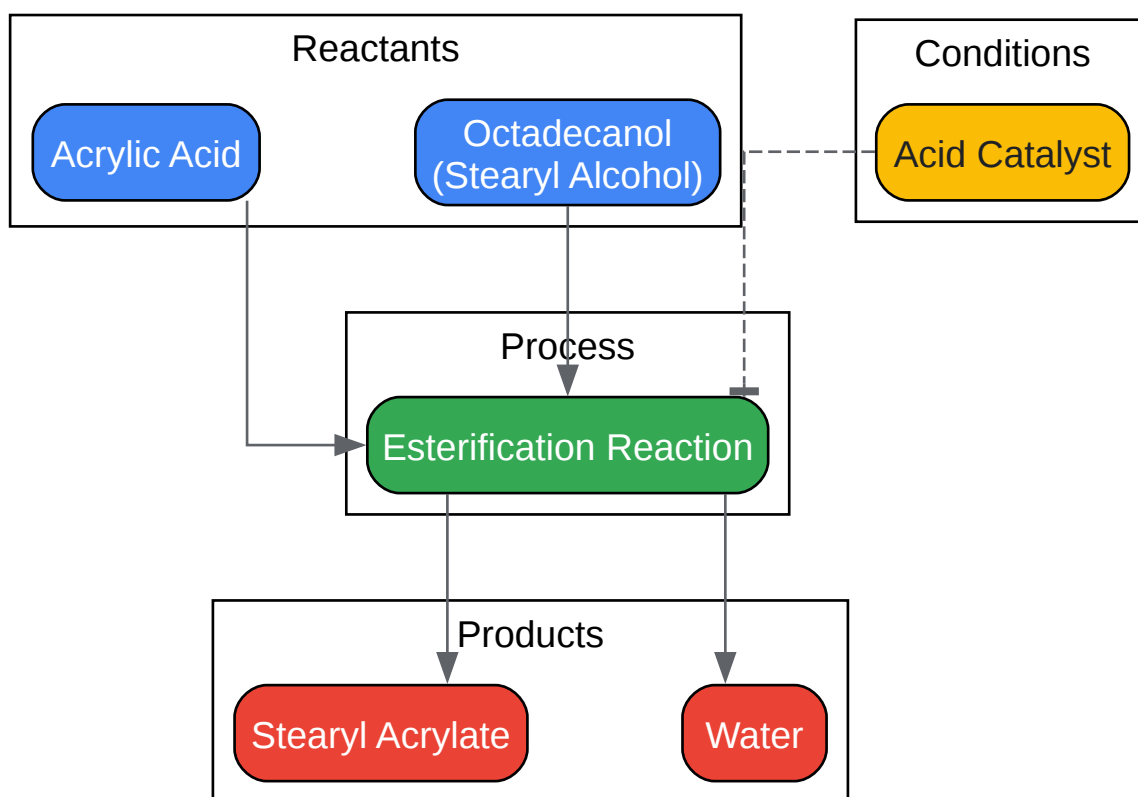 Reactants
Conditions
Acrylic Acid
Octadecanol
(Stearyl Alcohol)
Acid Catalyst
Process
Esterification Reaction
Products
Stearyl Acrylate
Water